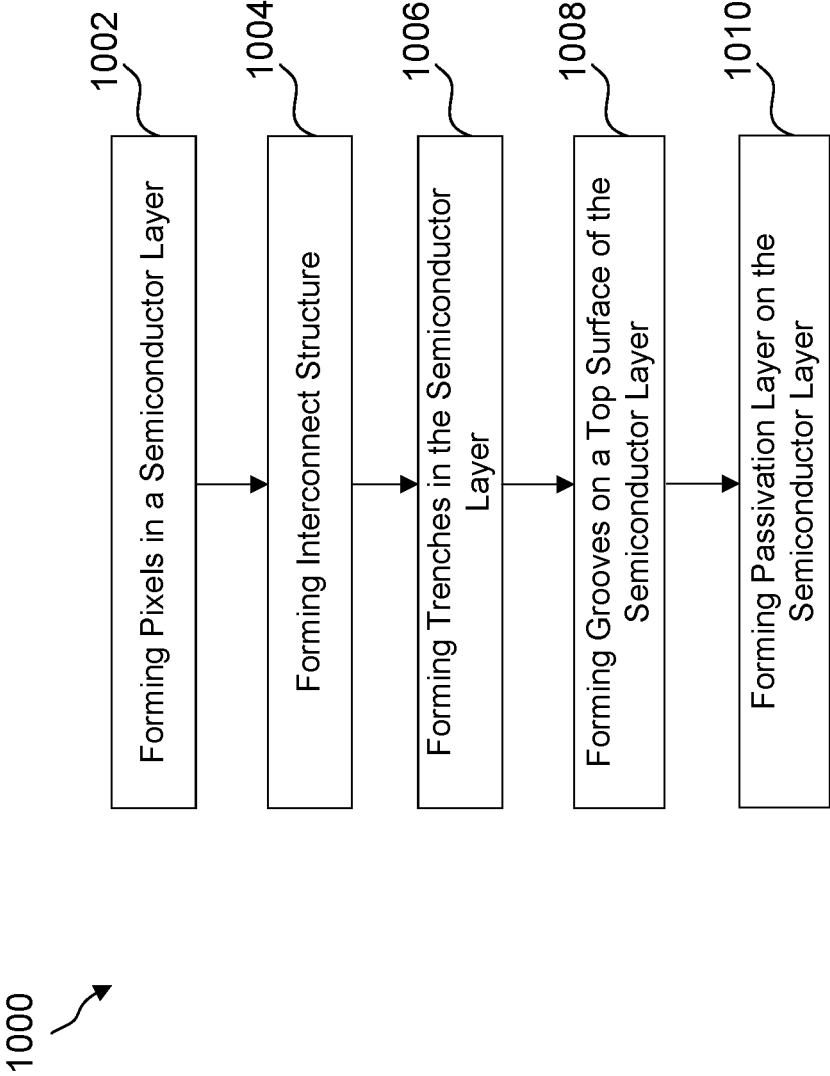 1000
1002
Forming Pixels in a Semiconductor Layer
1004
Forming Interconnect Structure
1006
Forming Trenches in the Semiconductor
Layer
1008
Forming Grooves on a Top Surface of the
Semiconductor Layer
1010
Forming Passivation Layer on the
Semiconductor Layer